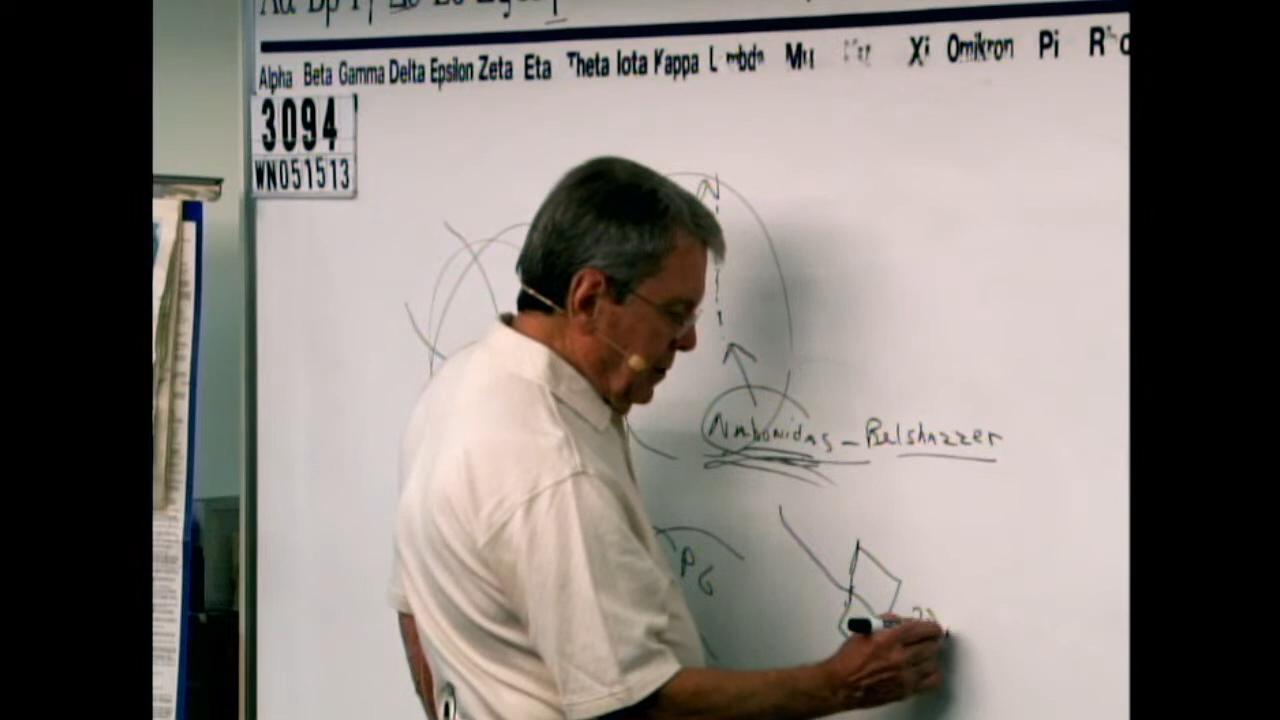 Alpha Beta Gamma Delta Epsilon Zeta Eta Theta Iota Kappa Lambda Mu Xi Omikron Pi
3094
WN051513
N
Nabonidas - Belshazzer
PG